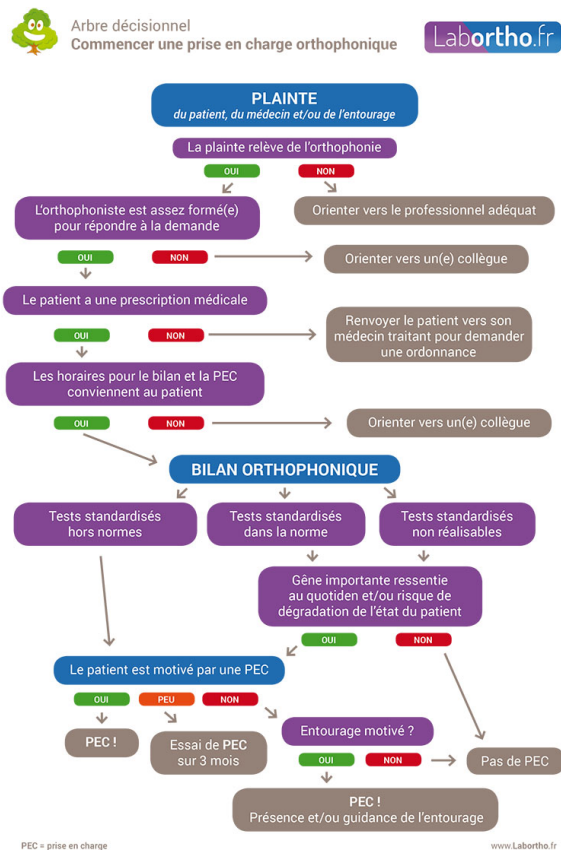 Arbre décisionnel
Commencer une prise en charge orthophonique
Labortho.fr
PLAINTE
du patient, du médecin et/ou de l'entourage
La plainte relève de l'orthophonie
OUI
NON
L'orthophoniste est assez formé(e)
pour répondre à la demande
Orienter vers le professionnel adéquat
OUI
NON
Orienter vers un(e) collègue
Le patient a une prescription médicale
OUI
NON
Renvoyer le patient vers son
médecin traitant pour demander
une ordonnance
Les horaires pour le bilan et la PEC
conviennent au patient
OUI
NON
Orienter vers un(e) collègue
BILAN ORTHOPHONIQUE
Tests standardisés
hors normes
Tests standardisés
dans la norme
Tests standardisés
non réalisables
Gêne importante ressentie
au quotidien et/ou risque de
dégradation de l'état du patient
OUI
NON
Le patient est motivé par une PEC
OUI
PEU
NON
PEC !
Essai de PEC
sur 3 mois
Entourage motivé ?
OUI
NON
Pas de PEC
PEC !
Présence et/ou guidance de l'entourage
PEC = prise en charge
www.Labortho.fr